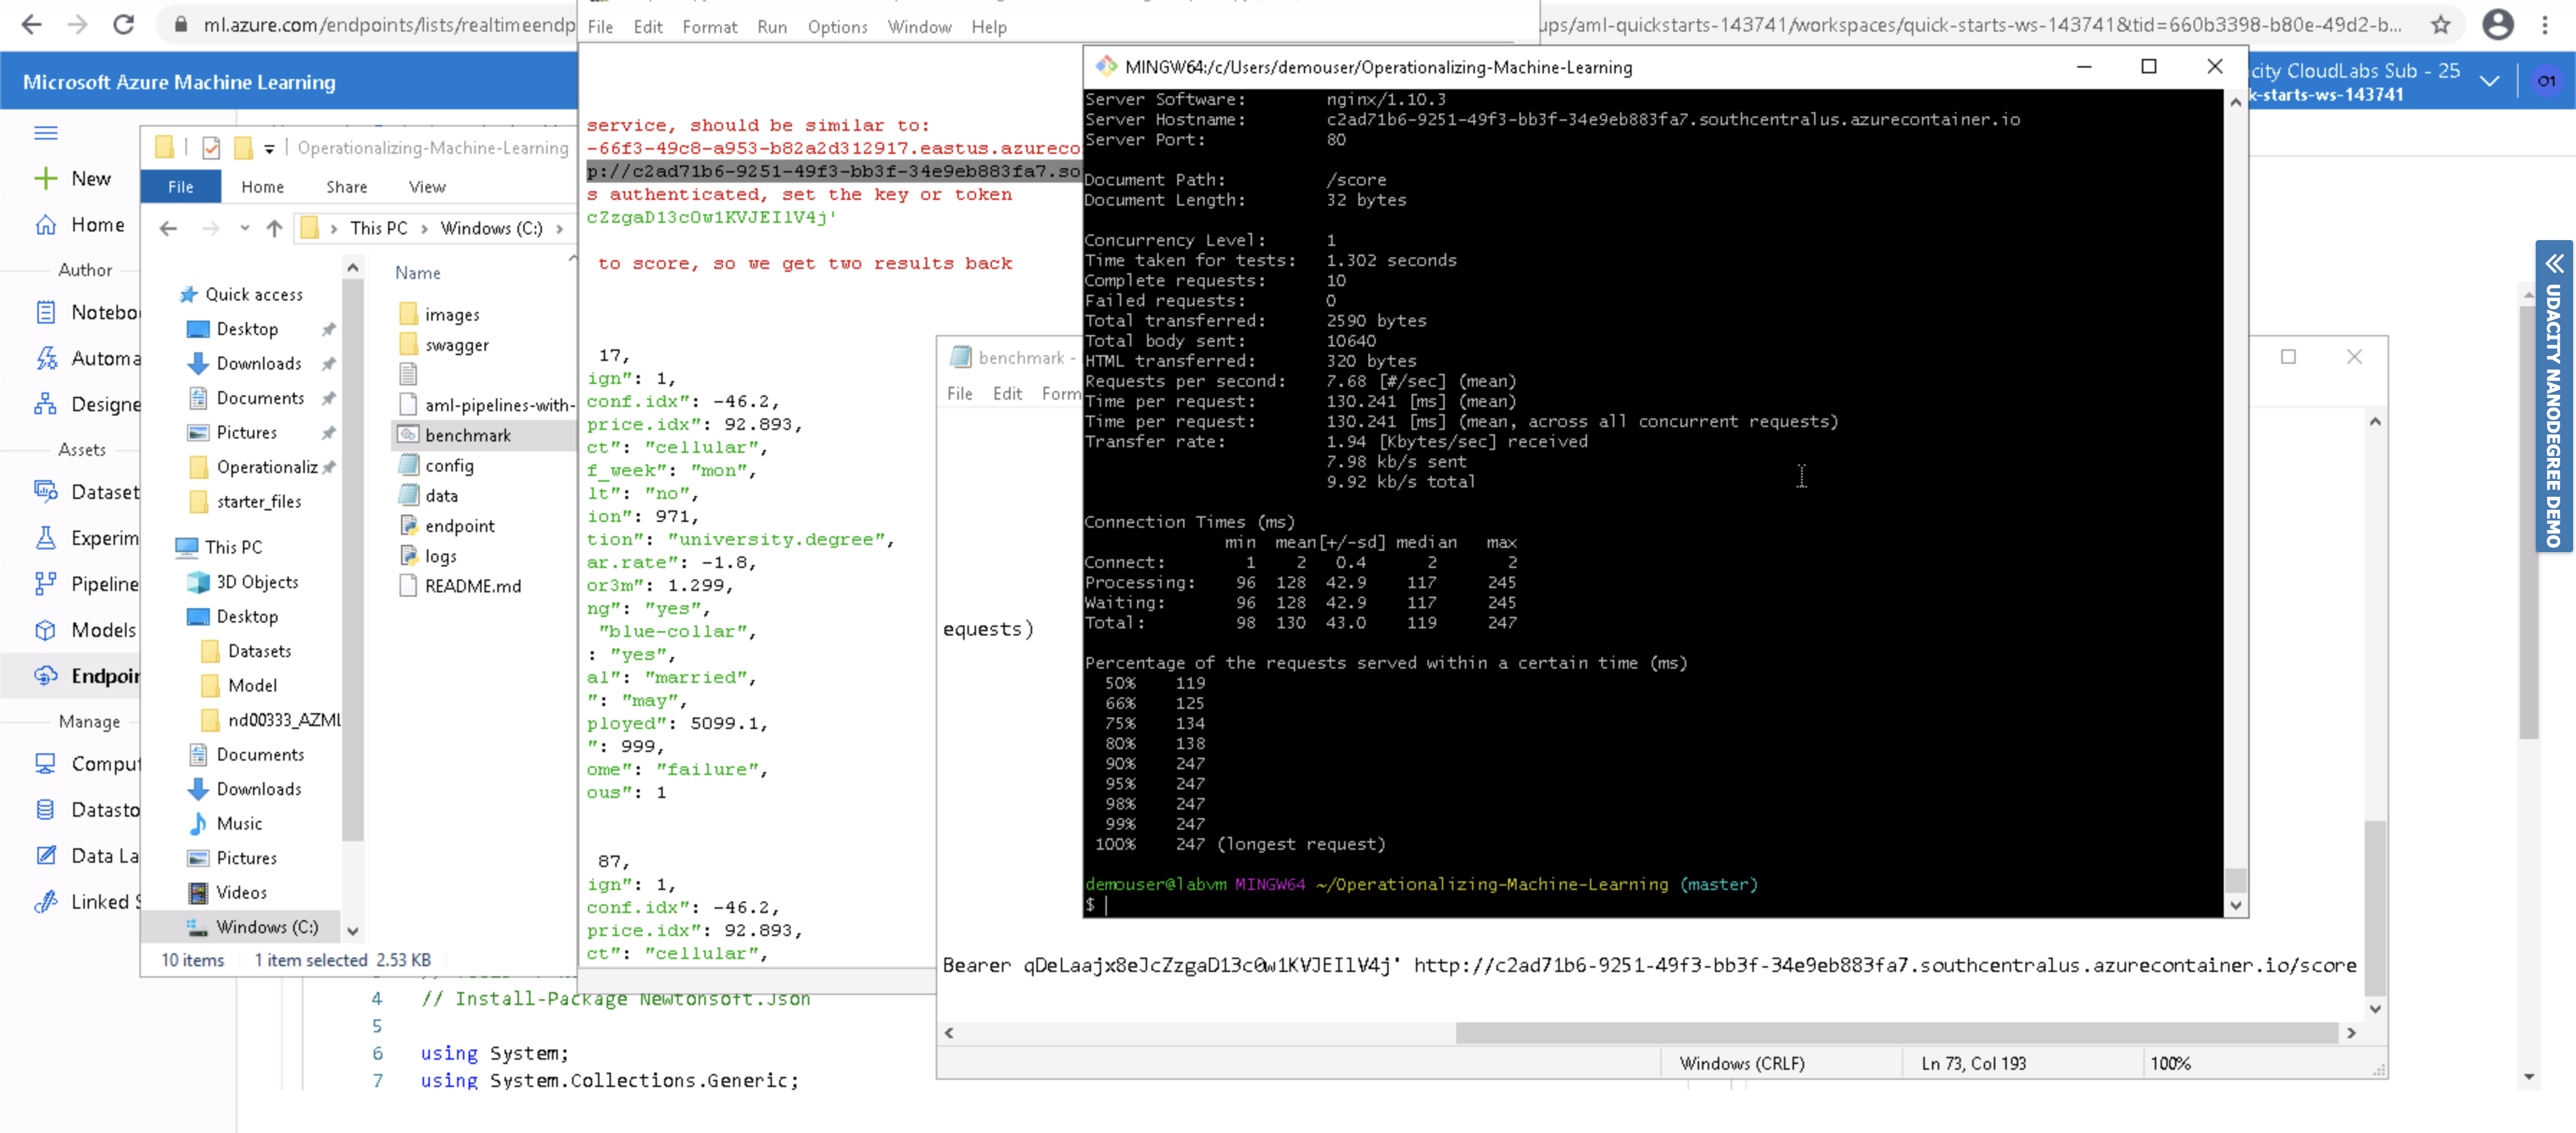 ml.azure.com/endpoints/lists/realtimeendp
ups/aml-quickstarts-143741/workspaces/quick-starts-ws-143741&tid=660b3398-b80e-49d2-b...
Microsoft Azure Machine Learning
city CloudLabs Sub - 25
k-starts-ws-143741
O1
New
Home
Author
Notebo
Automa
Designe
Assets
Dataset
Experim
Pipeline
Models
Endpoin
Manage
Comput
Datasto
Data La
Linked S
Operationalizing-Machine-Learning
File Home Share View
This PC > Windows (C:) >
Quick access
Desktop
Downloads
Documents
Pictures
Operationaliz
starter_files
This PC
3D Objects
Desktop
Datasets
Model
nd00333_AZML
Documents
Downloads
Music
Pictures
Videos
Windows (C:)
Name
images
swagger
aml-pipelines-with-
benchmark
config
data
endpoint
logs
README.md
10 items 1 item selected 2.53 KB
4 // Install-Package Newtonsoft.Json
5
6 using System;
7 using System.Collections.Generic;
File Edit Format Run Options Window Help
service, should be similar to:
-66f3-49c8-a953-b82a2d312917.eastus.azureco
p://c2ad71b6-9251-49f3-bb3f-34e9eb883fa7.so
s authenticated, set the key or token
cZzgaD13c0w1KVJEIlV4j'
to score, so we get two results back
17,
ign": 1,
conf.idx": -46.2,
price.idx": 92.893,
ct": "cellular",
f_week": "mon",
lt": "no",
ion": 971,
tion": "university.degree",
ar.rate": -1.8,
or3m": 1.299,
ng": "yes",
"blue-collar",
: "yes",
al": "married",
": "may",
ployed": 5099.1,
": 999,
ome": "failure",
ous": 1
87,
ign": 1,
conf.idx": -46.2,
price.idx": 92.893,
ct": "cellular",
benchmark -
File Edit Form
equests)
Bearer qDeLaajx8eJcZzgaD13c0w1KVJEIlV4j' http://c2ad71b6-9251-49f3-bb3f-34e9eb883fa7.southcentralus.azurecontainer.io/score
Windows (CRLF) Ln 73, Col 193 100%
MINGW64:/c/Users/demouser/Operationalizing-Machine-Learning
Server Software: nginx/1.10.3
Server Hostname: c2ad71b6-9251-49f3-bb3f-34e9eb883fa7.southcentralus.azurecontainer.io
Server Port: 80
Document Path: /score
Document Length: 32 bytes
Concurrency Level: 1
Time taken for tests: 1.302 seconds
Complete requests: 10
Failed requests: 0
Total transferred: 2590 bytes
Total body sent: 10640
HTML transferred: 320 bytes
Requests per second: 7.68 [#/sec] (mean)
Time per request: 130.241 [ms] (mean)
Time per request: 130.241 [ms] (mean, across all concurrent requests)
Transfer rate: 1.94 [Kbytes/sec] received
7.98 kb/s sent
9.92 kb/s total
Connection Times (ms)
min mean[+/-sd] median max
Connect: 1 2 0.4 2 2
Processing: 96 128 42.9 117 245
Waiting: 96 128 42.9 117 245
Total: 98 130 43.0 119 247
Percentage of the requests served within a certain time (ms)
50% 119
66% 125
75% 134
80% 138
90% 247
95% 247
98% 247
99% 247
100% 247 (longest request)
demouser@labvm MINGW64 ~/Operationalizing-Machine-Learning (master)
$
UDACITY NANODEGREE DEMO